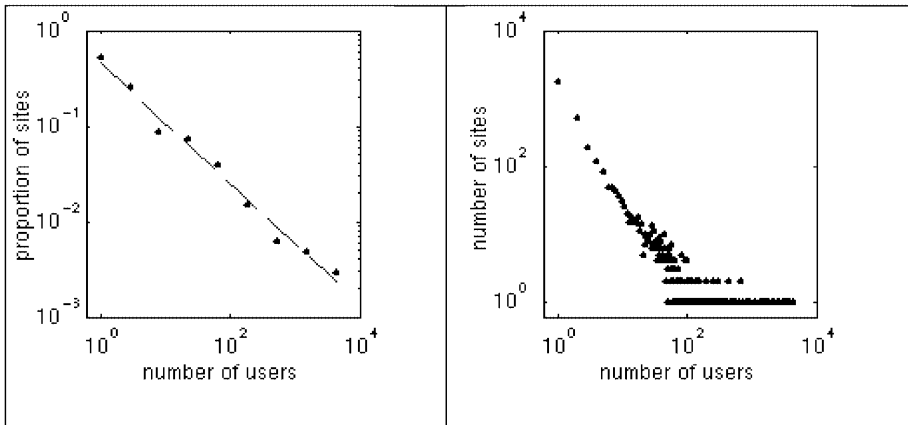 10^0
10^-1
10^-2
10^-3
proportion of sites
10^0 10^2 10^4
number of users
10^4
10^2
10^0
number of sites
10^0 10^2 10^4
number of users